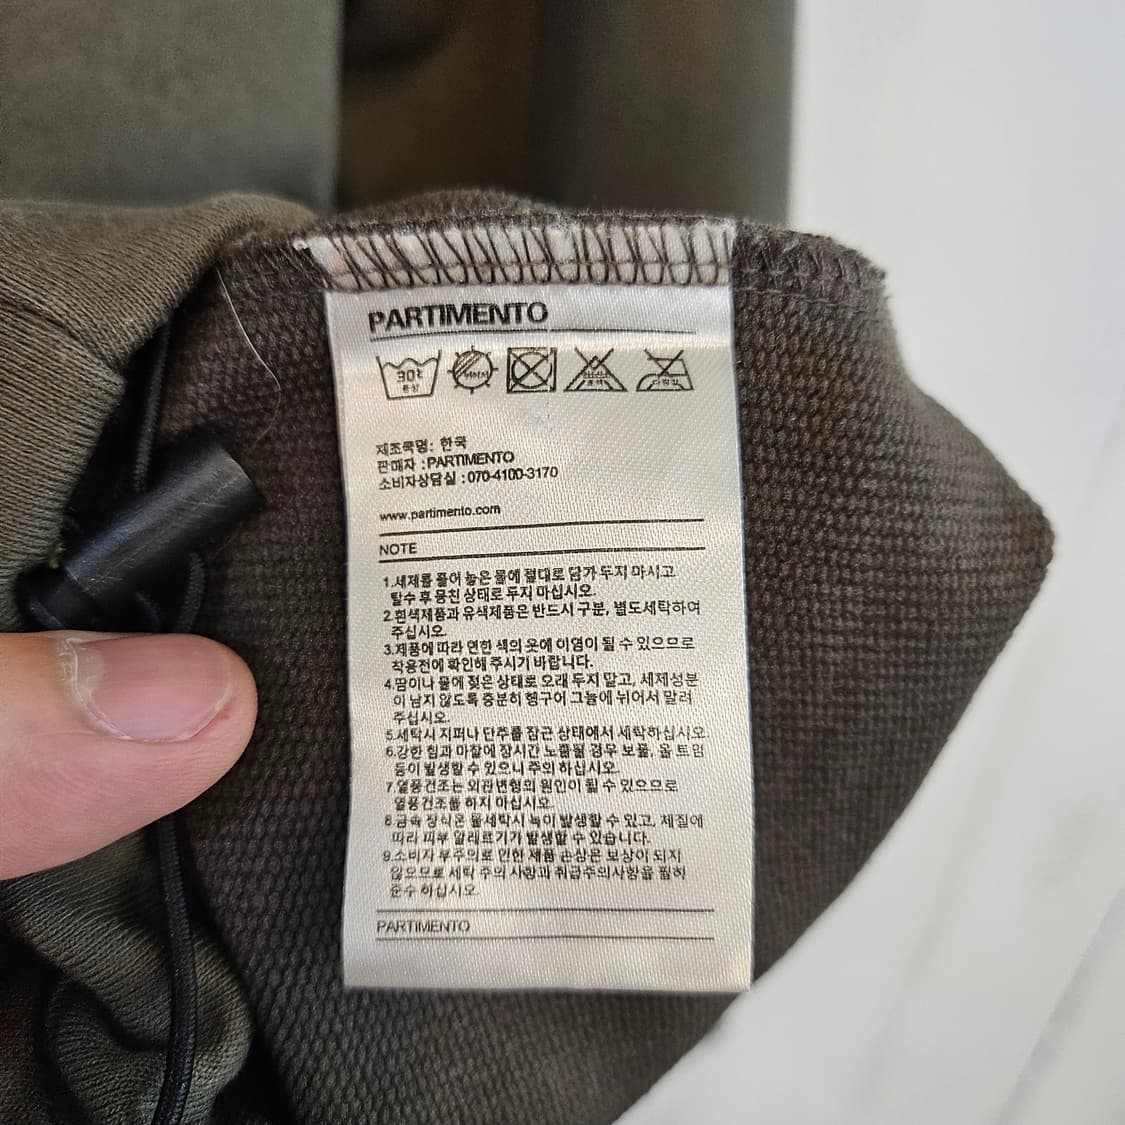 PARTIMENTO
30℃
중성
뉘어서
표백
다림질
제조국명: 한국
판매자 : PARTIMENTO
소비자상담실 : 070-4100-3170
www.partimento.com
NOTE
1.세제를 풀어 놓은 물에 절대로 담가 두지 마시고
탈수 후 뭉친 상태로 두지 마십시오.
2.흰색제품과 유색제품은 반드시 구분, 별도세탁하여
주십시오.
3.제품에 따라 연한 색의 옷에 이염이 될 수 있으므로
착용전에 확인해 주시기 바랍니다.
4.땀이나 물에 젖은 상태로 오래 두지 말고, 세제성분
이 남지 않도록 충분히 헹구어 그늘에 뉘어서 말려
주십시오.
5.세탁시 지퍼나 단추를 잠근 상태에서 세탁하십시오.
6.강한 힘과 마찰에 장시간 노출될 경우 보풀, 올 트임
등이 발생할 수 있으니 주의 하십시오.
7.열풍건조는 외관변형의 원인이 될 수 있으므로
열풍건조를 하지 마십시오.
8.금속 장식은 물세탁시 녹이 발생할 수 있고, 체질에
따라 피부 알레르기가 발생할 수 있습니다.
9.소비자 부주의로 인한 제품 손상은 보상이 되지
않으므로 세탁 주의 사항과 취급주의사항을 필히
준수 하십시오.
PARTIMENTO